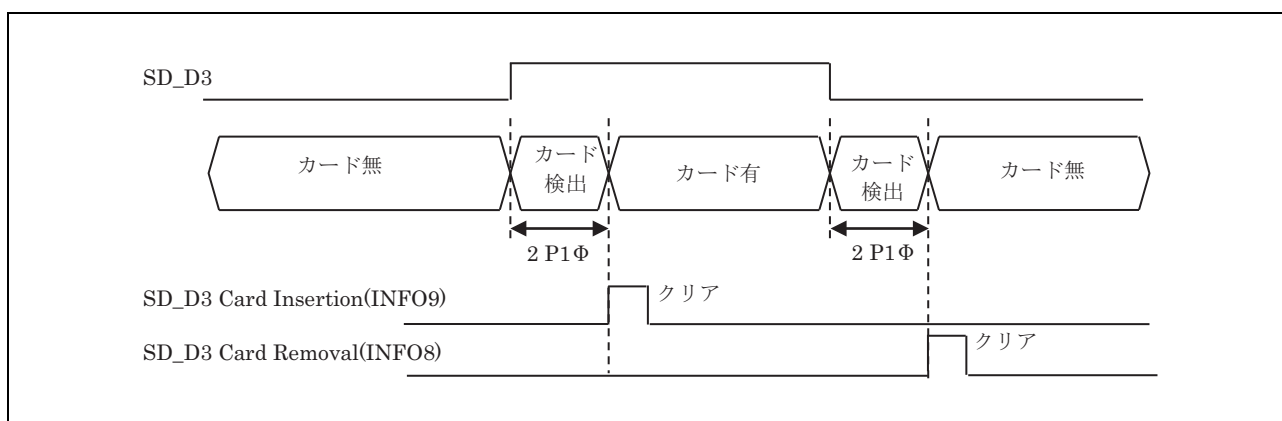 SD_D3
カード無
カード
検出
カード有
カード
検出
カード無
2 P1Φ
2 P1Φ
SD_D3 Card Insertion(INFO9)
クリア
SD_D3 Card Removal(INFO8)
クリア